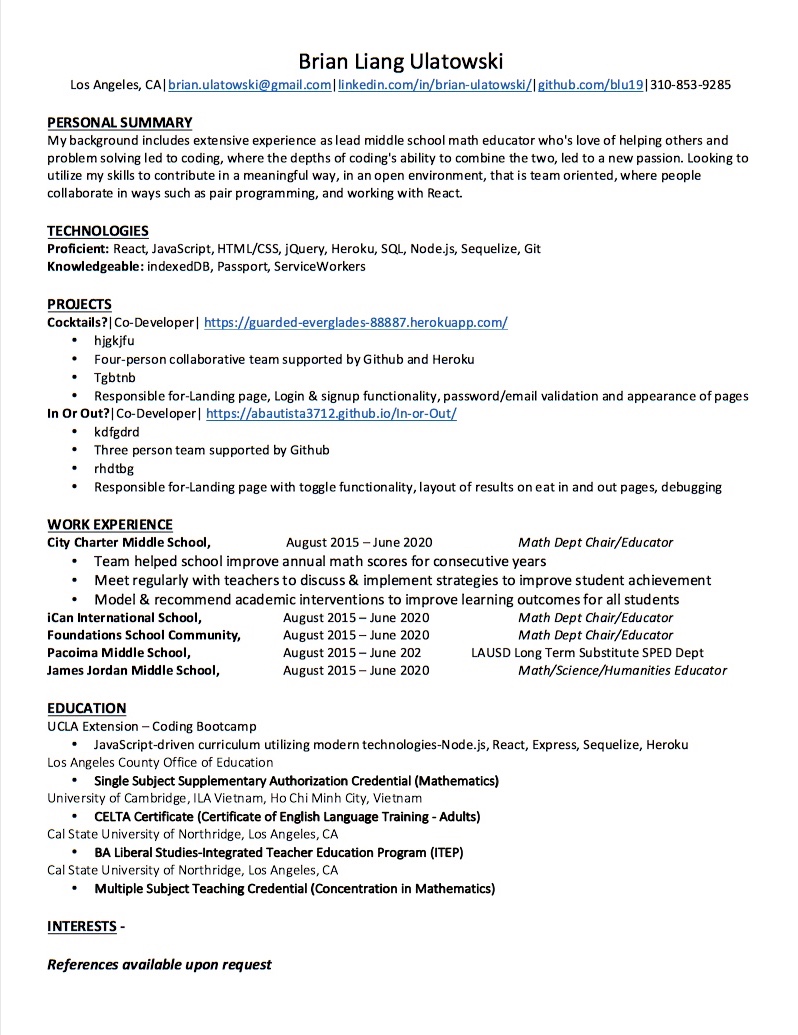 Brian Liang Ulatowski
Los Angeles, CA|brian.ulatowski@gmail.com|linkedin.com/in/brian-ulatowski/|github.com/blu19|310-853-9285
PERSONAL SUMMARY
My background includes extensive experience as lead middle school math educator who's love of helping others and
problem solving led to coding, where the depths of coding's ability to combine the two, led to a new passion. Looking to
utilize my skills to contribute in a meaningful way, in an open environment, that is team oriented, where people
collaborate in ways such as pair programming, and working with React.
TECHNOLOGIES
Proficient: React, JavaScript, HTML/CSS, jQuery, Heroku, SQL, Node.js, Sequelize, Git
Knowledgeable: indexedDB, Passport, ServiceWorkers
PROJECTS
Cocktails?|Co-Developer| https://guarded-everglades-88887.herokuapp.com/
• hjgkjfu
• Four-person collaborative team supported by Github and Heroku
• Tgbtnb
• Responsible for-Landing page, Login & signup functionality, password/email validation and appearance of pages
In Or Out?|Co-Developer| https://abautista3712.github.io/In-or-Out/
• kdfgdrd
• Three person team supported by Github
• rhdtbg
• Responsible for-Landing page with toggle functionality, layout of results on eat in and out pages, debugging
WORK EXPERIENCE
City Charter Middle School, August 2015 – June 2020 Math Dept Chair/Educator
• Team helped school improve annual math scores for consecutive years
• Meet regularly with teachers to discuss & implement strategies to improve student achievement
• Model & recommend academic interventions to improve learning outcomes for all students
iCan International School, August 2015 – June 2020 Math Dept Chair/Educator
Foundations School Community, August 2015 – June 2020 Math Dept Chair/Educator
Pacoima Middle School, August 2015 – June 202 LAUSD Long Term Substitute SPED Dept
James Jordan Middle School, August 2015 – June 2020 Math/Science/Humanities Educator
EDUCATION
UCLA Extension – Coding Bootcamp
• JavaScript-driven curriculum utilizing modern technologies-Node.js, React, Express, Sequelize, Heroku
Los Angeles County Office of Education
• Single Subject Supplementary Authorization Credential (Mathematics)
University of Cambridge, ILA Vietnam, Ho Chi Minh City, Vietnam
• CELTA Certificate (Certificate of English Language Training - Adults)
Cal State University of Northridge, Los Angeles, CA
• BA Liberal Studies-Integrated Teacher Education Program (ITEP)
Cal State University of Northridge, Los Angeles, CA
• Multiple Subject Teaching Credential (Concentration in Mathematics)
INTERESTS -
References available upon request